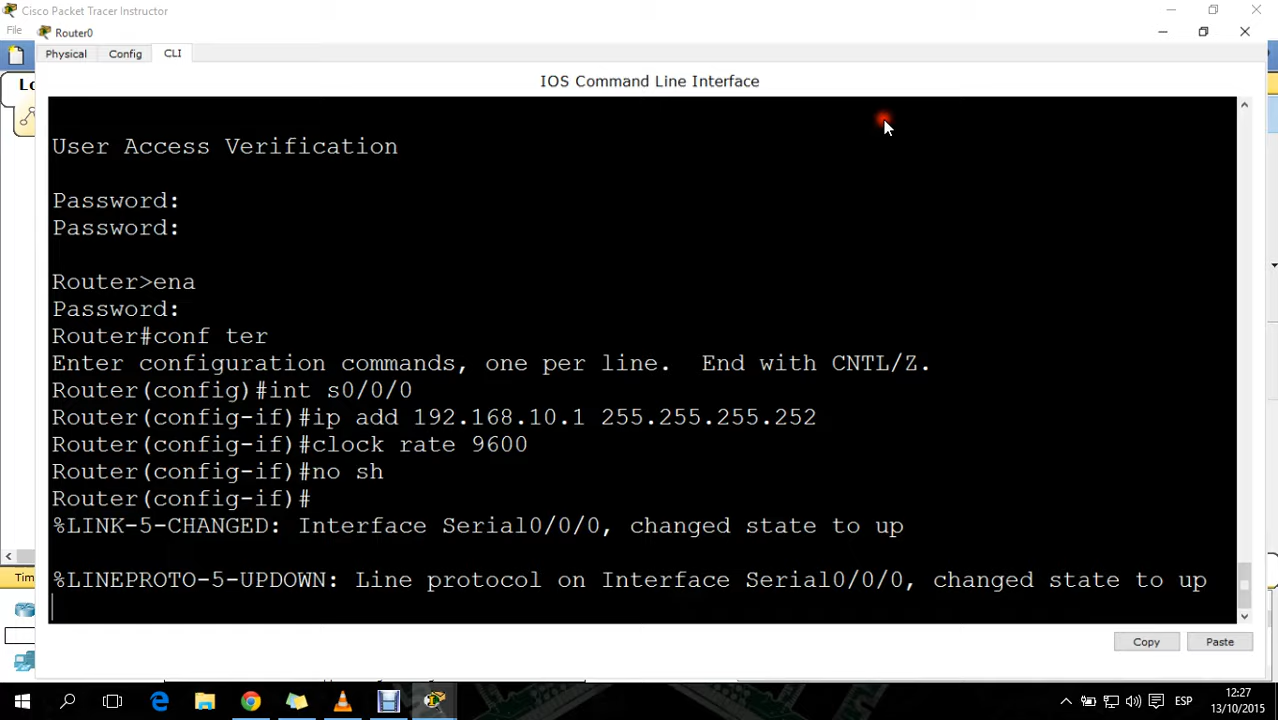 Cisco Packet Tracer Instructor
File
Router0
Physical Config CLI
IOS Command Line Interface
User Access Verification
Password:
Password:
Router>ena
Password:
Router#conf ter
Enter configuration commands, one per line.  End with CNTL/Z.
Router(config)#int s0/0/0
Router(config-if)#ip add 192.168.10.1 255.255.255.252
Router(config-if)#clock rate 9600
Router(config-if)#no sh
Router(config-if)#
%LINK-5-CHANGED: Interface Serial0/0/0, changed state to up
%LINEPROTO-5-UPDOWN: Line protocol on Interface Serial0/0/0, changed state to up
Copy Paste
ESP
12:27
13/10/2015